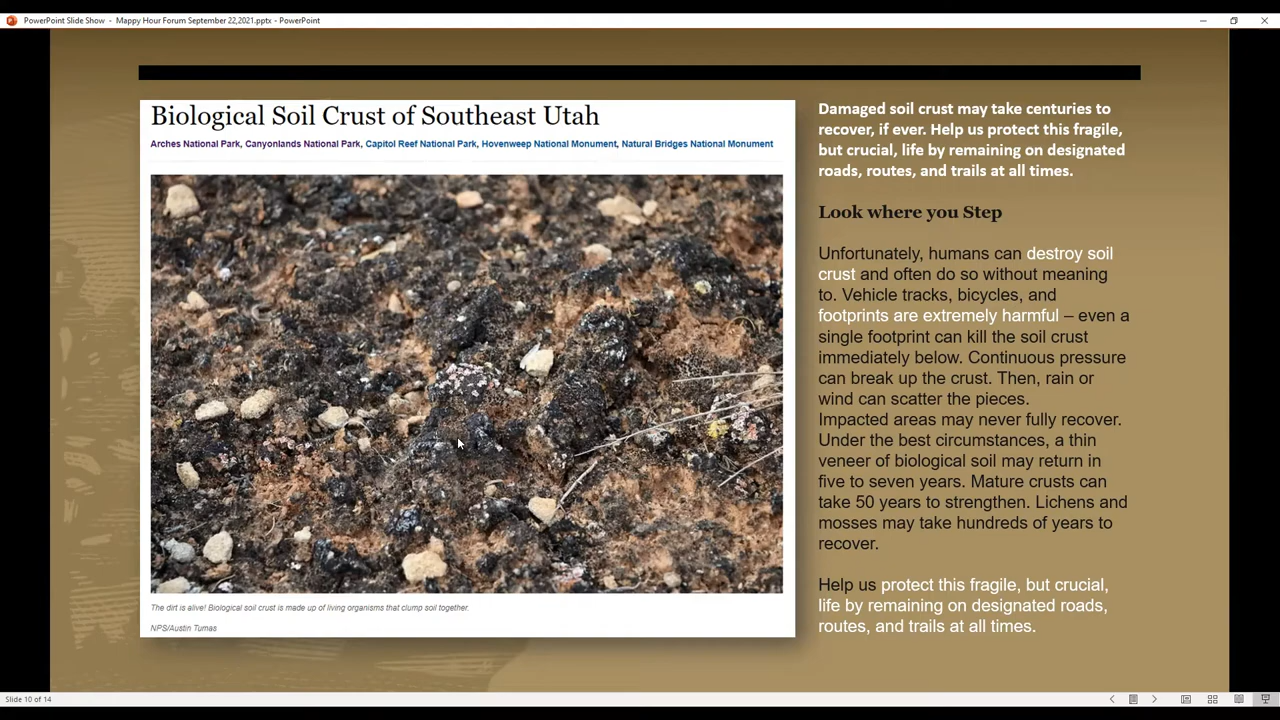 PowerPoint Slide Show - Mappy Hour Forum September 22,2021.pptx - PowerPoint
Biological Soil Crust of Southeast Utah
Arches National Park, Canyonlands National Park, Capitol Reef National Park, Hovenweep National Monument, Natural Bridges National Monument
The dirt is alive! Biological soil crust is made up of living organisms that clump soil together.
NPS/Austin Tumas
Damaged soil crust may take centuries to
recover, if ever. Help us protect this fragile,
but crucial, life by remaining on designated
roads, routes, and trails at all times.
Look where you Step
Unfortunately, humans can destroy soil
crust and often do so without meaning
to. Vehicle tracks, bicycles, and
footprints are extremely harmful – even a
single footprint can kill the soil crust
immediately below. Continuous pressure
can break up the crust. Then, rain or
wind can scatter the pieces.
Impacted areas may never fully recover.
Under the best circumstances, a thin
veneer of biological soil may return in
five to seven years. Mature crusts can
take 50 years to strengthen. Lichens and
mosses may take hundreds of years to
recover.
Help us protect this fragile, but crucial,
life by remaining on designated roads,
routes, and trails at all times.
Slide 10 of 14